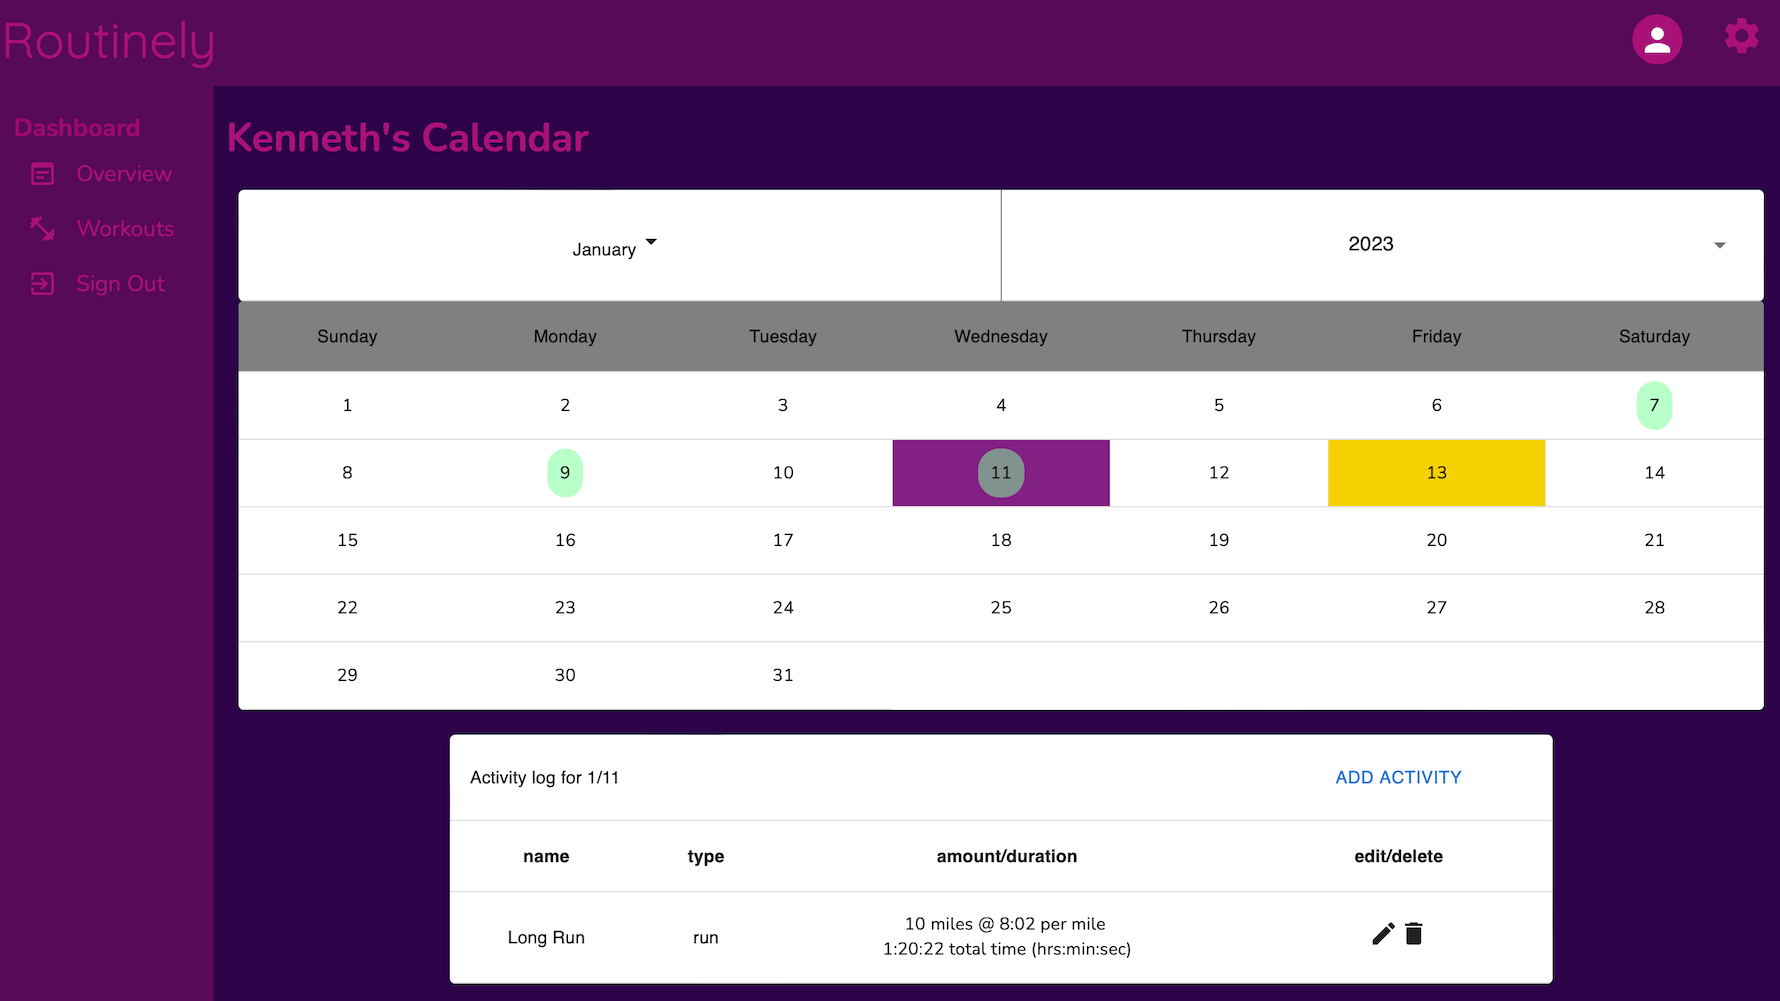 Routinely
Dashboard
Overview
Workouts
Sign Out
Kenneth's Calendar
January
2023
Sunday Monday Tuesday Wednesday Thursday Friday Saturday
1 2 3 4 5 6 7
8 9 10 11 12 13 14
15 16 17 18 19 20 21
22 23 24 25 26 27 28
29 30 31
Activity log for 1/11 ADD ACTIVITY
name type amount/duration edit/delete
Long Run run 10 miles @ 8:02 per mile
1:20:22 total time (hrs:min:sec)